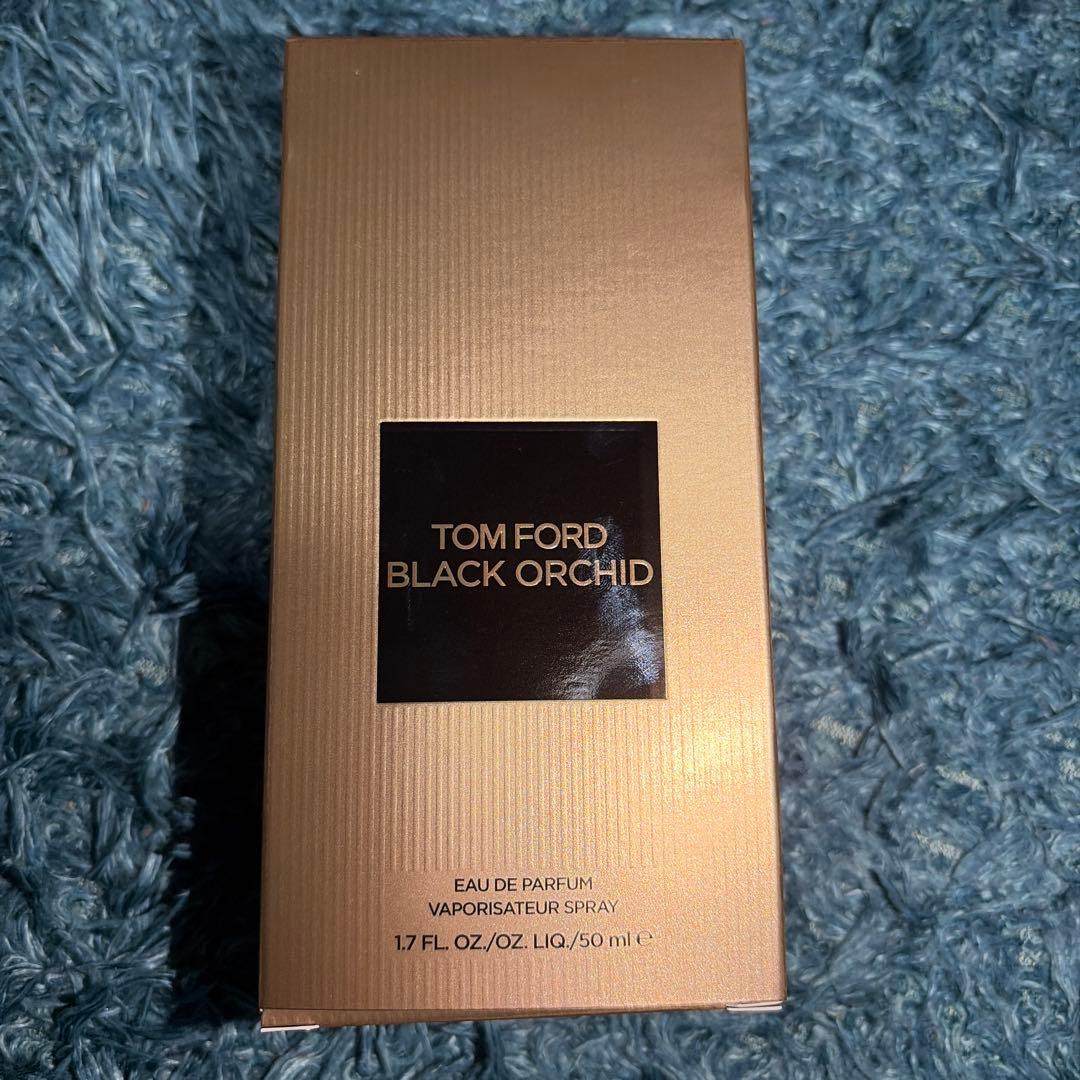 TOM FORD
BLACK ORCHID
EAU DE PARFUM
VAPORISATEUR SPRAY
1.7 FL. OZ./OZ. LIQ./50 ml ℮